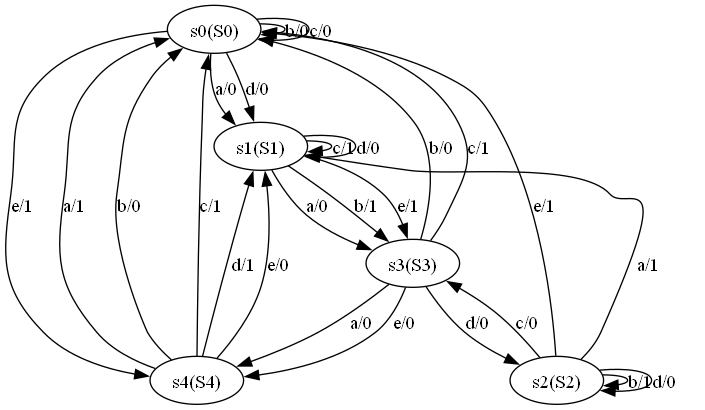 s0(S0)
b/0 c/0
a/0 d/0
s1(S1)
c/1 d/0
e/1 a/1 b/0 c/1 a/0 b/1 e/1 b/0 c/1 e/1
d/1 e/0 s3(S3) a/1
a/0 e/0 d/0 c/0
s4(S4) s2(S2)
b/1 d/0